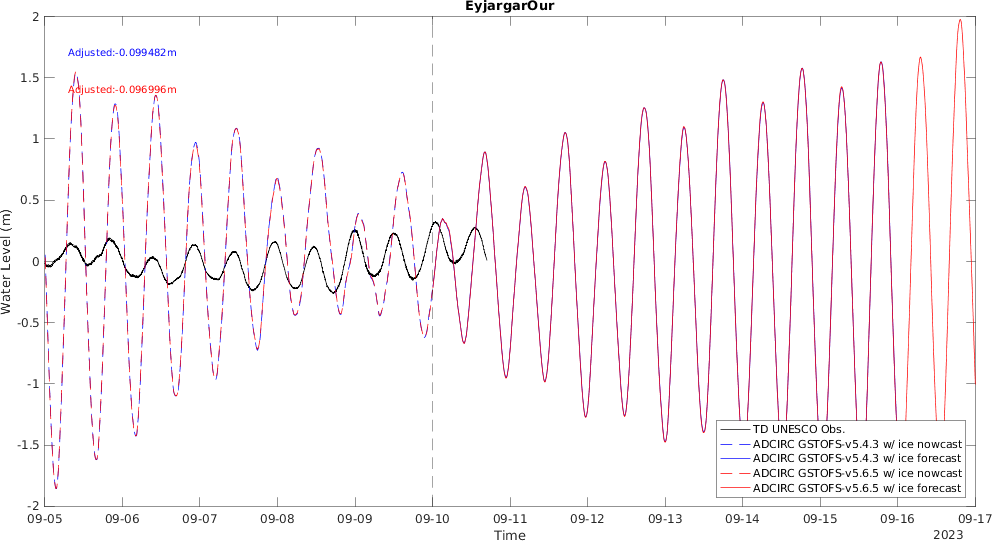 EyjargarOur
2
1.5
1
0.5
0
-0.5
-1
-1.5
-2
Water Level (m)
Adjusted:-0.099482m
Adjusted:-0.096996m
TD UNESCO Obs.
ADCIRC GSTOFS-v5.4.3 w/ ice nowcast
ADCIRC GSTOFS-v5.4.3 w/ ice forecast
ADCIRC GSTOFS-v5.6.5 w/ ice nowcast
ADCIRC GSTOFS-v5.6.5 w/ ice forecast
09-05 09-06 09-07 09-08 09-09 09-10 09-11 09-12 09-13 09-14 09-15 09-16 09-17
Time
2023